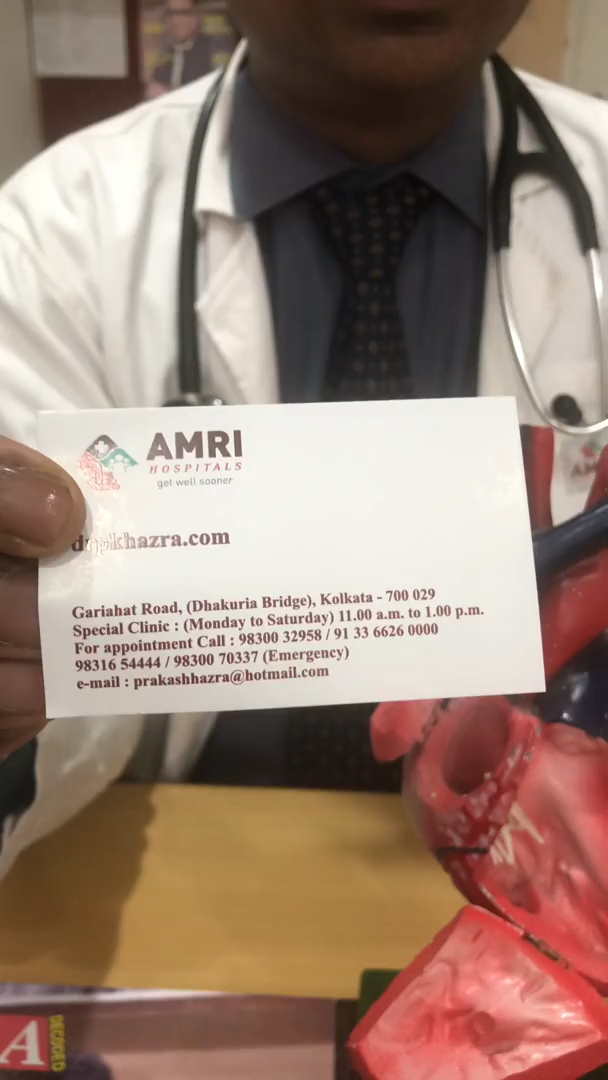 AMRI
HOSPITALS
get well sooner
drpkhazra.com
Gariahat Road, (Dhakuria Bridge), Kolkata - 700 029
Special Clinic : (Monday to Saturday) 11.00 a.m. to 1.00 p.m.
For appointment Call : 98300 32958 / 91 33 6626 0000
98316 54444 / 98300 70337 (Emergency)
e-mail : prakashhazra@hotmail.com
A
DECODED